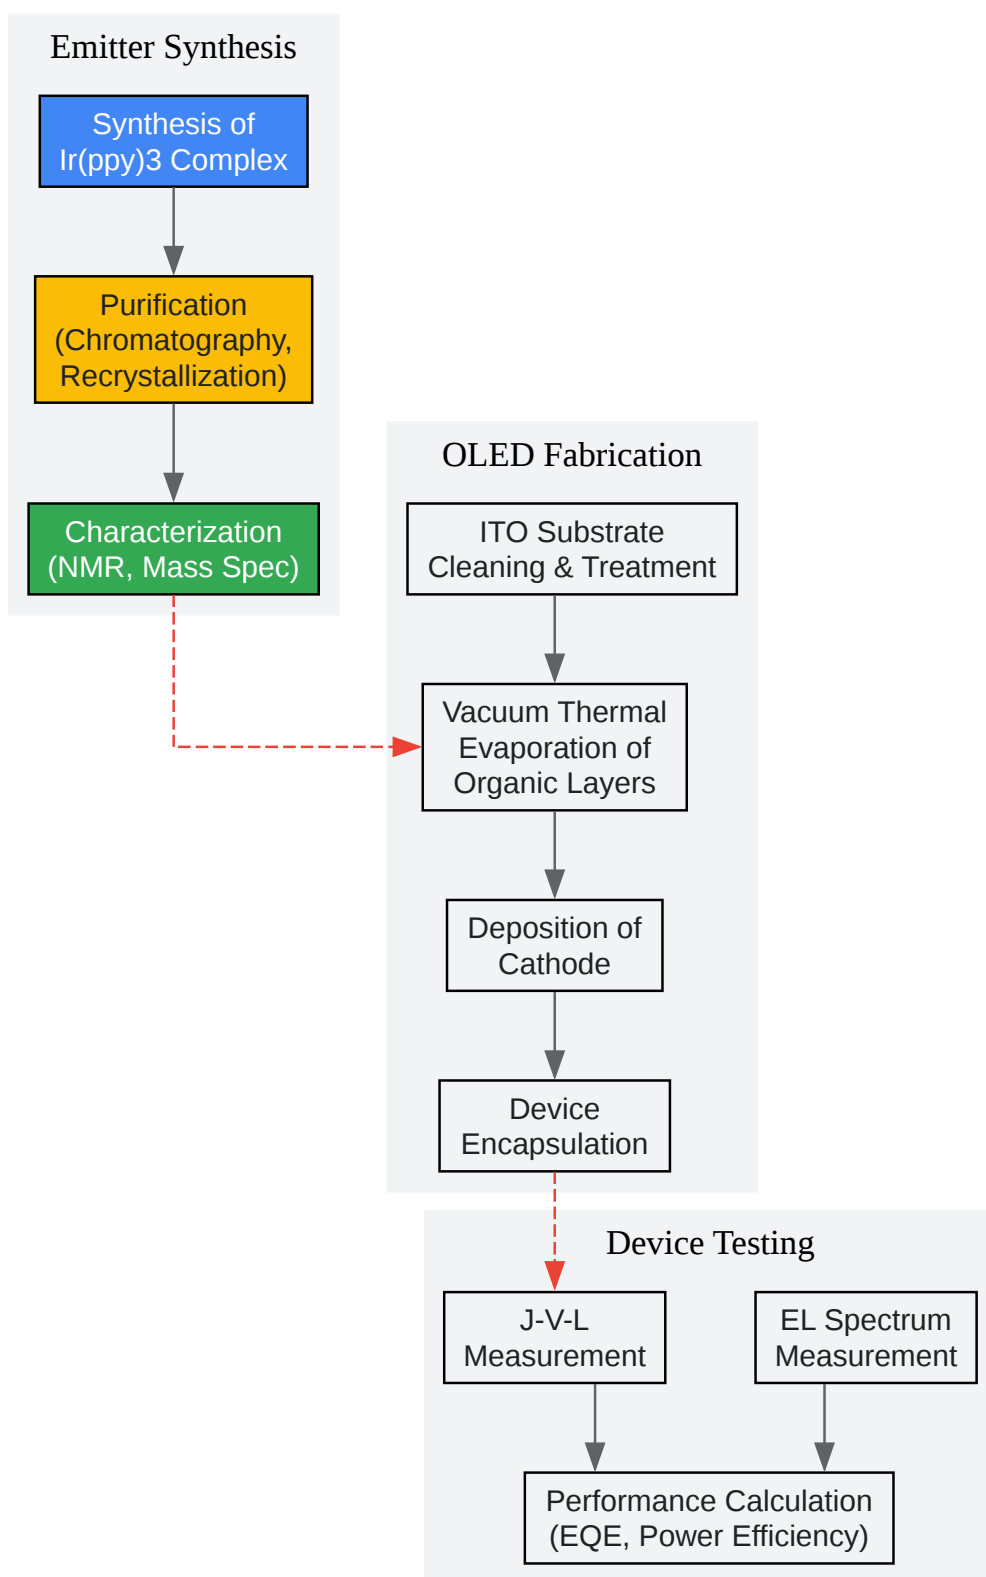 Emitter Synthesis
Synthesis of
Ir(ppy)3 Complex
Purification
(Chromatography,
Recrystallization)
Characterization
(NMR, Mass Spec)
OLED Fabrication
ITO Substrate
Cleaning & Treatment
Vacuum Thermal
Evaporation of
Organic Layers
Deposition of
Cathode
Device
Encapsulation
Device Testing
J-V-L
Measurement
EL Spectrum
Measurement
Performance Calculation
(EQE, Power Efficiency)